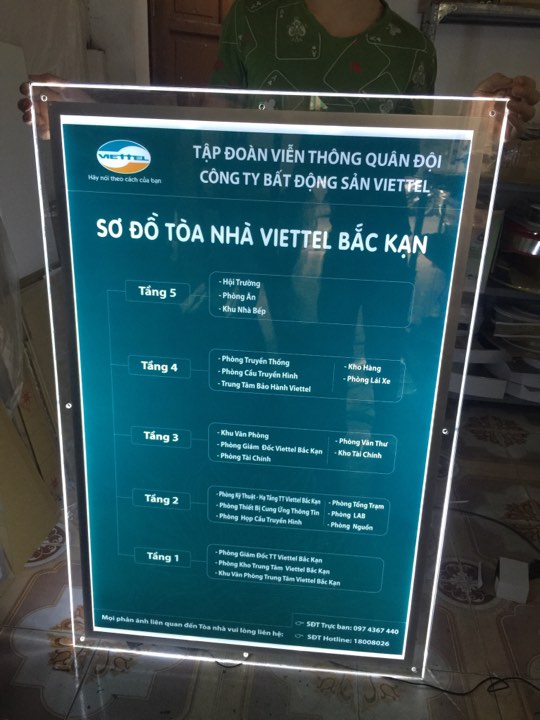 VIETTEL
Hãy nói theo cách của bạn
TẬP ĐOÀN VIỄN THÔNG QUÂN ĐỘI
CÔNG TY BẤT ĐỘNG SẢN VIETTEL
SƠ ĐỒ TÒA NHÀ VIETTEL BẮC KẠN
Tầng 5
- Hội Trường
- Phòng Ăn
- Khu Nhà Bếp
Tầng 4
- Phòng Truyền Thống
- Phòng Cầu Truyền Hình
- Trung Tâm Bảo Hành Viettel
- Kho Hàng
- Phòng Lái Xe
Tầng 3
- Khu Văn Phòng
- Phòng Giám Đốc Viettel Bắc Kạn
- Phòng Tài Chính
- Phòng Văn Thư
- Kho Tài Chính
Tầng 2
- Phòng Kỹ Thuật - Hạ Tầng TT Viettel Bắc Kạn
- Phòng Thiết Bị Cung Ứng Thông Tin
- Phòng Họp Cầu Truyền Hình
- Phòng Tổng Trạm
- Phòng LAB
- Phòng Nguồn
Tầng 1
- Phòng Giám Đốc TT Viettel Bắc Kạn
- Phòng Kho Trung Tâm Viettel Bắc Kạn
- Khu Văn Phòng Trung Tâm Viettel Bắc Kạn
Mọi phản ánh liên quan đến Tòa nhà vui lòng liên hệ:
SĐT Trực ban: 097 4367 440
SĐT Hotline: 18008026